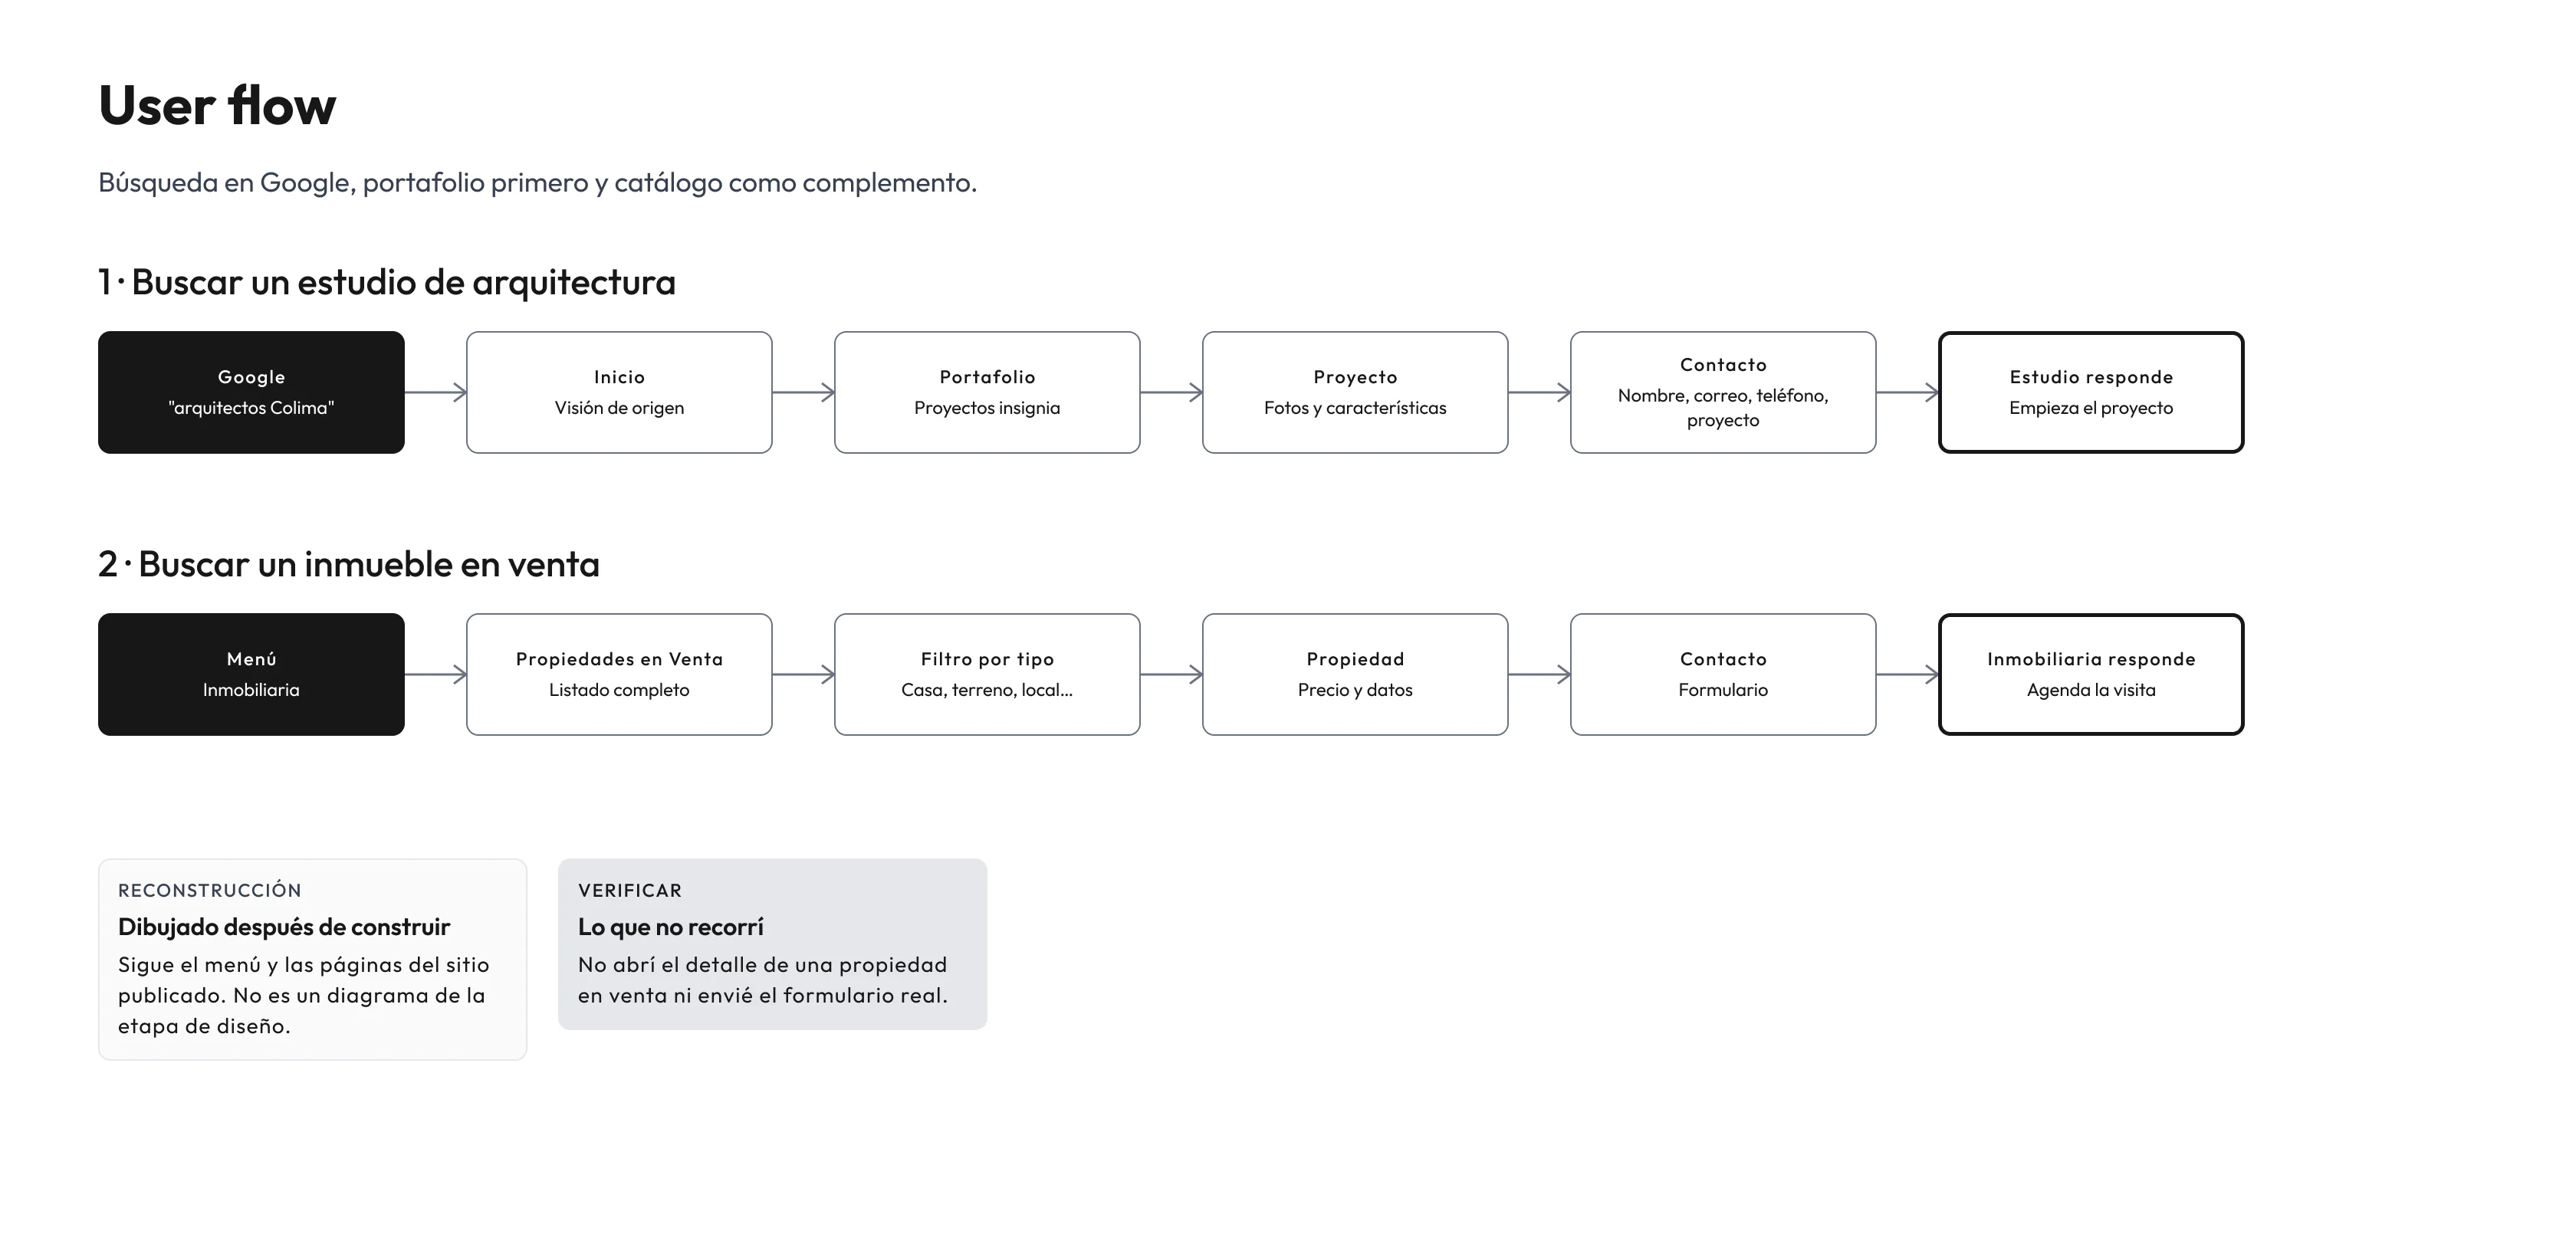 User flow
Búsqueda en Google, portafolio primero y catálogo como complemento.
1 · Buscar un estudio de arquitectura
Google
"arquitectos Colima"
Inicio
Visión de origen
Portafolio
Proyectos insignia
Proyecto
Fotos y características
Contacto
Nombre, correo, teléfono,
proyecto
Estudio responde
Empieza el proyecto
2 · Buscar un inmueble en venta
Menú
Inmobiliaria
Propiedades en Venta
Listado completo
Filtro por tipo
Casa, terreno, local...
Propiedad
Precio y datos
Contacto
Formulario
Inmobiliaria responde
Agenda la visita
RECONSTRUCCIÓN
Dibujado después de construir
Sigue el menú y las páginas del sitio
publicado. No es un diagrama de la
etapa de diseño.
VERIFICAR
Lo que no recorrí
No abrí el detalle de una propiedad
en venta ni envié el formulario real.